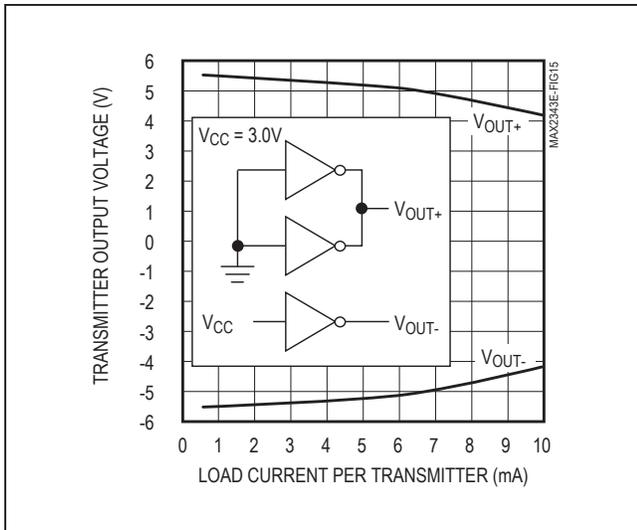 TRANSMITTER OUTPUT VOLTAGE (V)
6
5
4
3
2
1
0
-1
-2
-3
-4
-5
-6
MAX2343E-FIG15
VOUT+
VCC = 3.0V
VOUT+
VCC
VOUT-
VOUT-
0 1 2 3 4 5 6 7 8 9 10
LOAD CURRENT PER TRANSMITTER (mA)